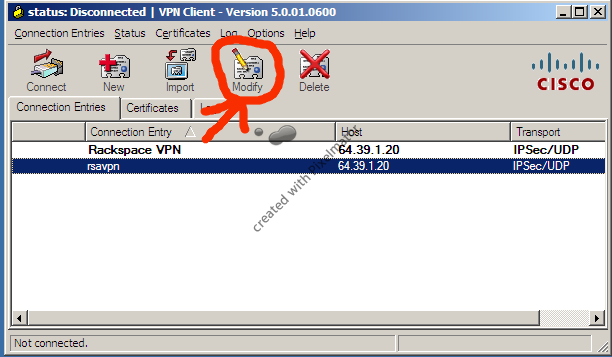 status: Disconnected | VPN Client - Version 5.0.01.0600
Connection Entries Status Certificates Log Options Help
Connect New Import Modify Delete
CISCO
Connection Entries Certificates
Connection Entry Host Transport
Rackspace VPN 64.39.1.20 IPSec/UDP
rsavpn 64.39.1.20 IPSec/UDP
created with Pixelmator
Not connected.